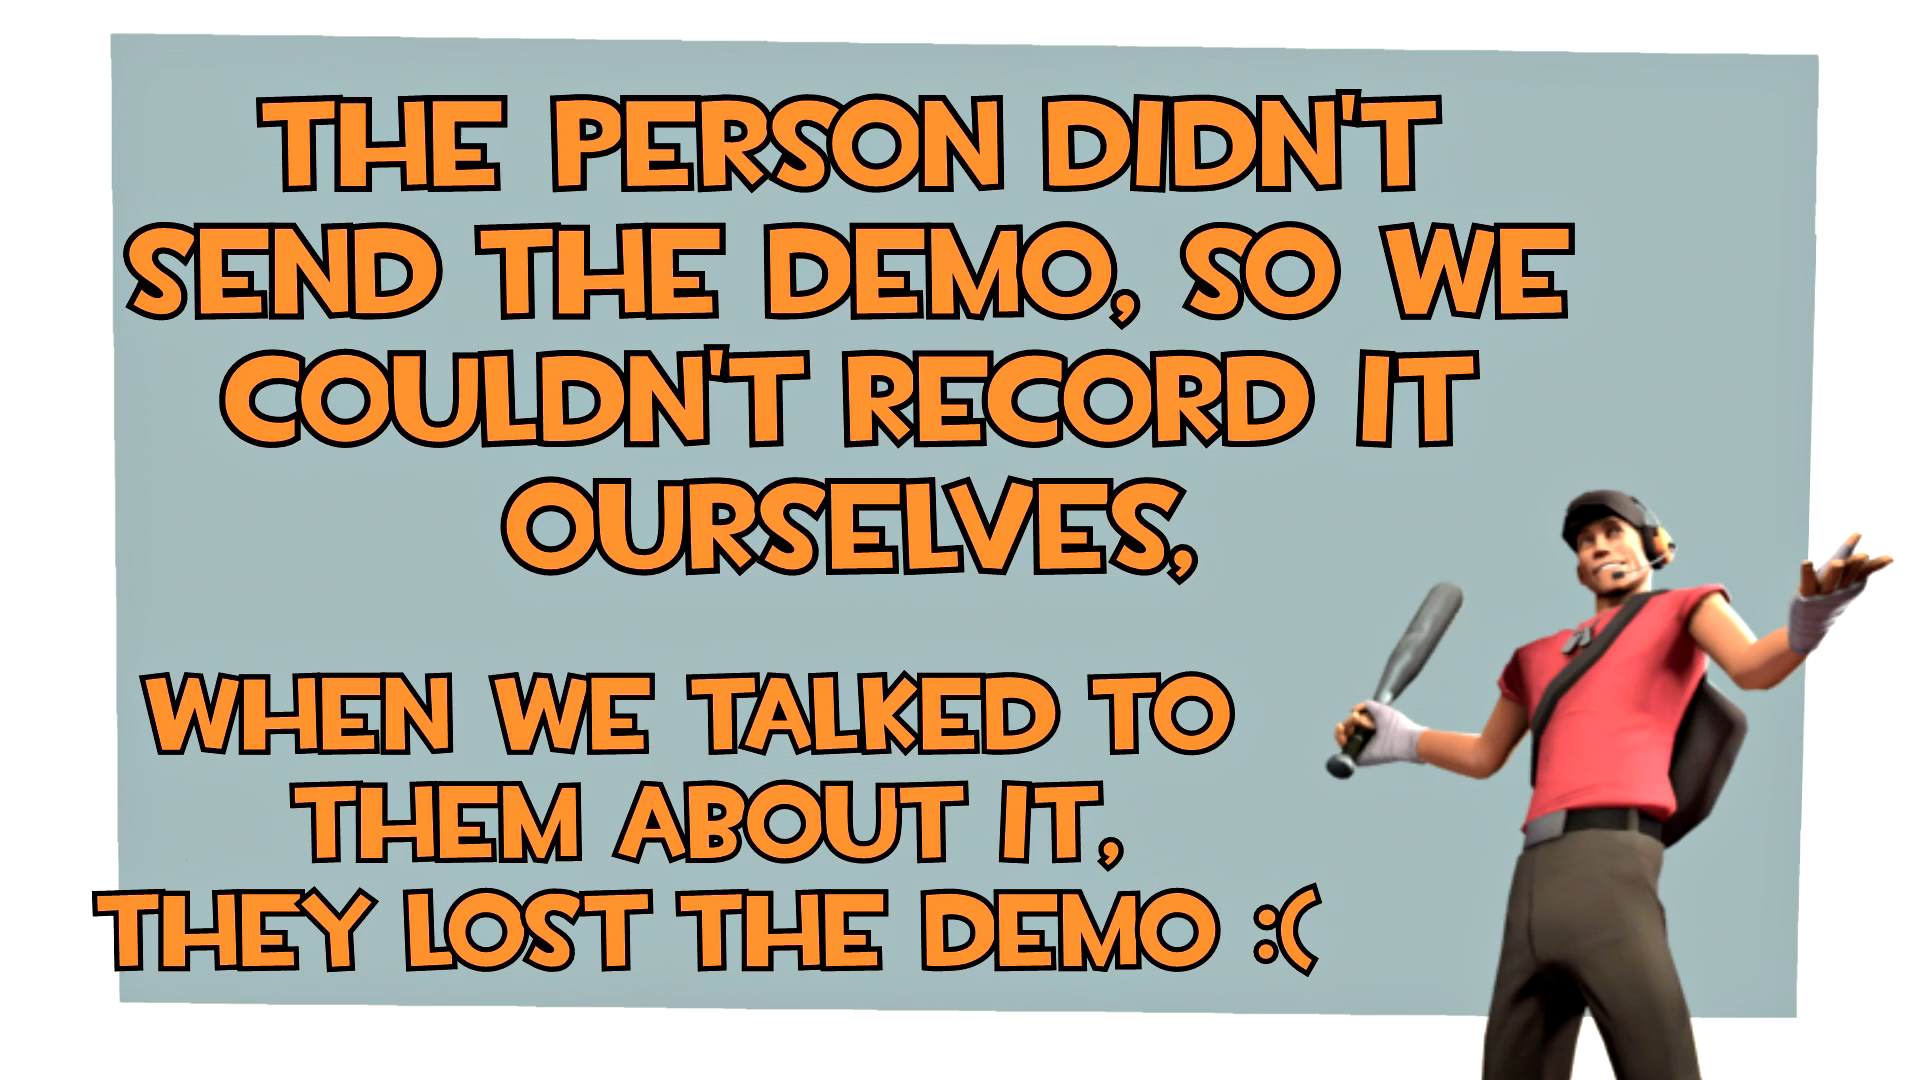 THE PERSON DIDN'T
SEND THE DEMO, SO WE
COULDN'T RECORD IT
OURSELVES,
WHEN WE TALKED TO
THEM ABOUT IT,
THEY LOST THE DEMO :(